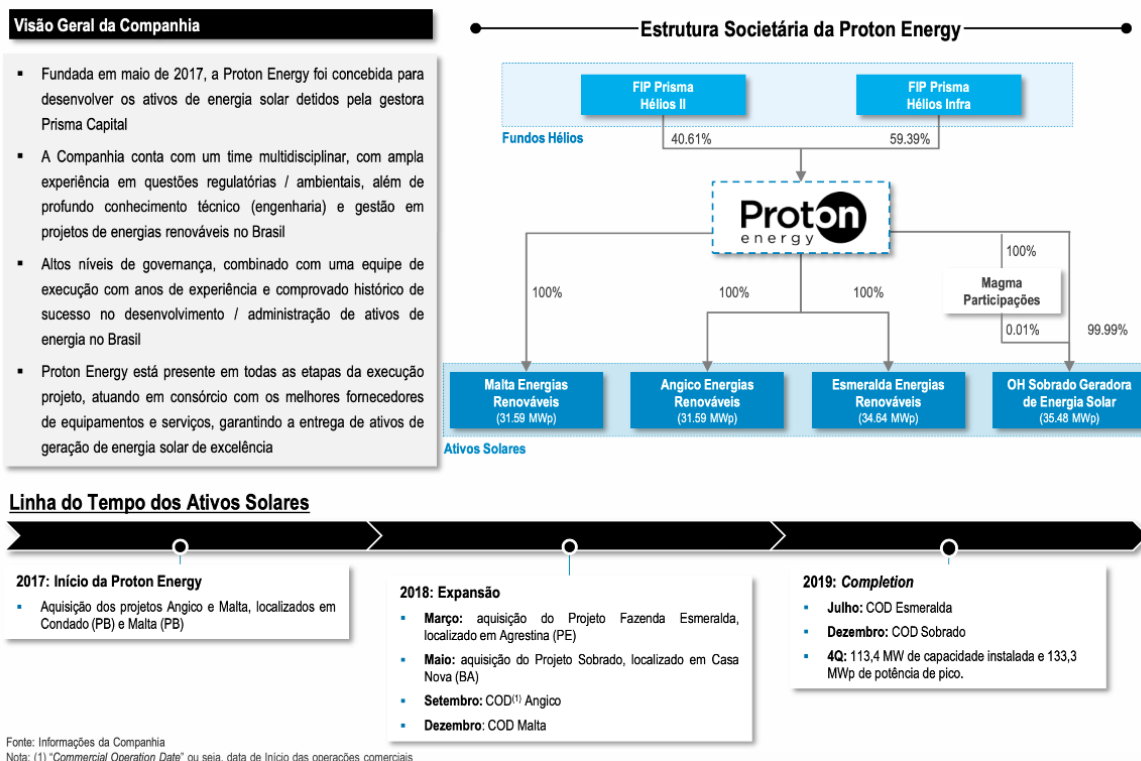 Visão Geral da Companhia
▪ Fundada em maio de 2017, a Proton Energy foi concebida para
desenvolver os ativos de energia solar detidos pela gestora
Prisma Capital
▪ A Companhia conta com um time multidisciplinar, com ampla
experiência em questões regulatórias / ambientais, além de
profundo conhecimento técnico (engenharia) e gestão em
projetos de energias renováveis no Brasil
▪ Altos níveis de governança, combinado com uma equipe de
execução com anos de experiência e comprovado histórico de
sucesso no desenvolvimento / administração de ativos de
energia no Brasil
▪ Proton Energy está presente em todas as etapas da execução
projeto, atuando em consórcio com os melhores fornecedores
de equipamentos e serviços, garantindo a entrega de ativos de
geração de energia solar de excelência
Estrutura Societária da Proton Energy
FIP Prisma
Hélios II
FIP Prisma
Hélios Infra
Fundos Hélios
40.61%
59.39%
Proton
energy
100%
100%
100%
100%
Magma
Participações
0.01%
99.99%
Malta Energias
Renováveis
(31.59 MWp)
Angico Energias
Renováveis
(31.59 MWp)
Esmeralda Energias
Renováveis
(34.64 MWp)
OH Sobrado Geradora
de Energia Solar
(35.48 MWp)
Ativos Solares
Linha do Tempo dos Ativos Solares
2017: Início da Proton Energy
▪ Aquisição dos projetos Angico e Malta, localizados em
Condado (PB) e Malta (PB)
2018: Expansão
▪ Março: aquisição do Projeto Fazenda Esmeralda,
localizado em Agrestina (PE)
▪ Maio: aquisição do Projeto Sobrado, localizado em Casa
Nova (BA)
▪ Setembro: COD(1) Angico
▪ Dezembro: COD Malta
2019: Completion
▪ Julho: COD Esmeralda
▪ Dezembro: COD Sobrado
▪ 4Q: 113,4 MW de capacidade instalada e 133,3
MWp de potência de pico.
Fonte: Informações da Companhia
Nota: (1) "Commercial Operation Date" ou seja, data de Início das operações comerciais